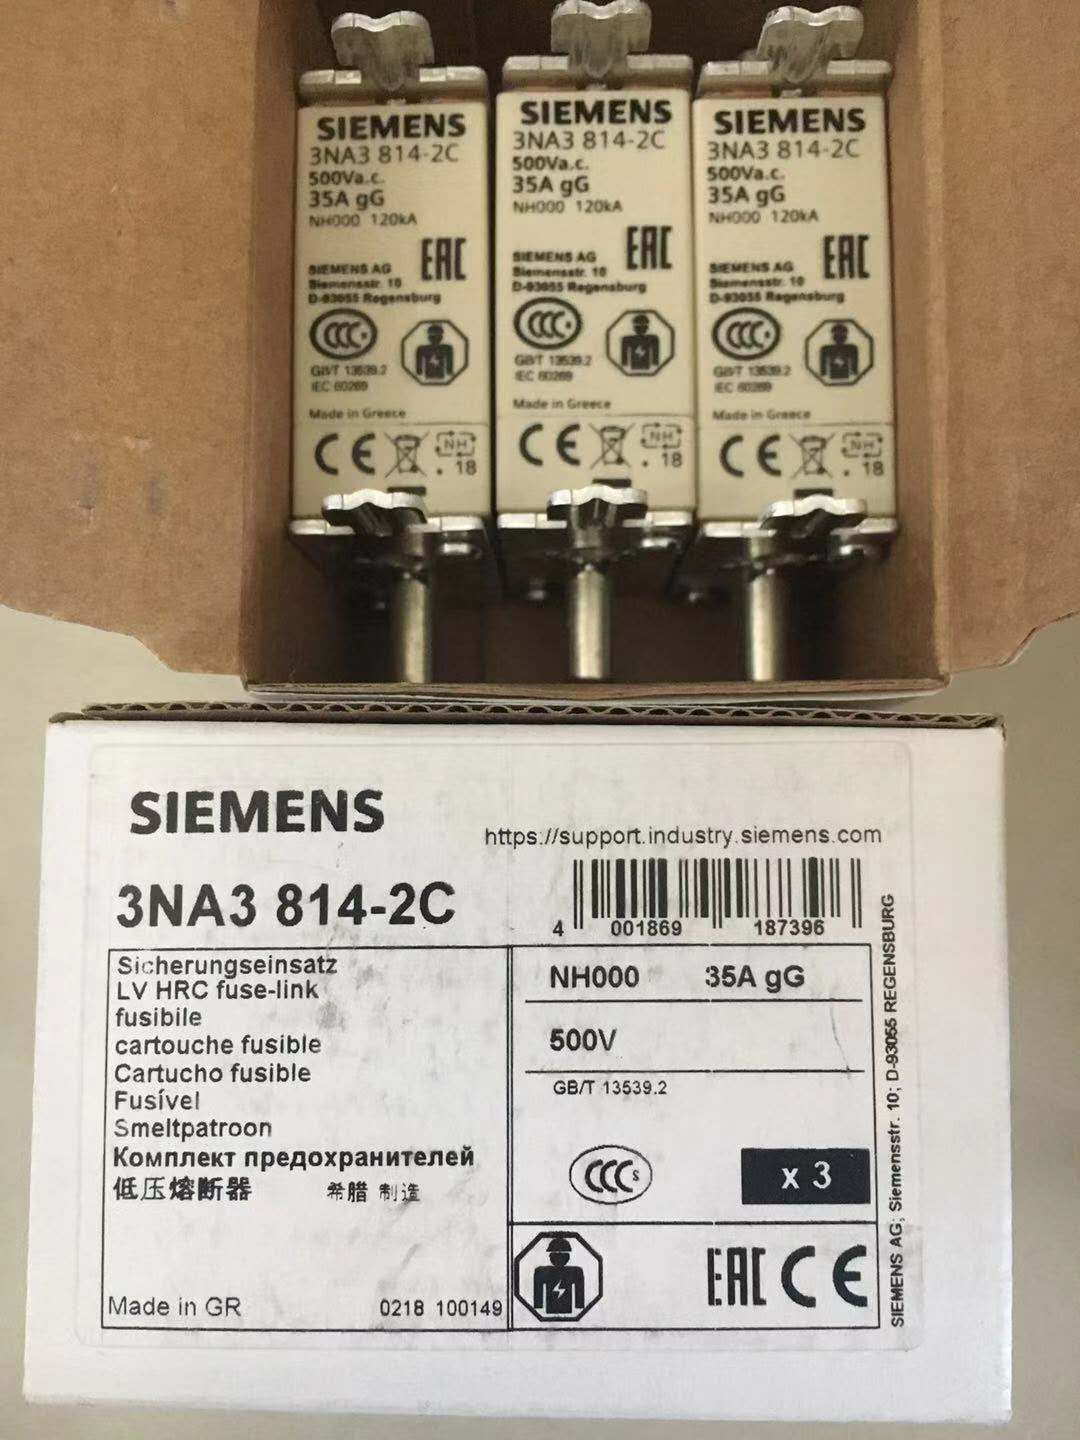 SIEMENS
3NA3 814-2C
500Va.c.
35A gG
NH000 120kA
EAC
SIEMENS AG
Siemensstr. 10
D-93055 Regensburg
CCC
GB/T 13539.2
IEC 60269
Made in Greece
CE
NH
. 18
SIEMENS
3NA3 814-2C
500Va.c.
35A gG
NH000 120kA
EAC
SIEMENS AG
Siemensstr. 10
D-93055 Regensburg
CCC
GB/T 13539.2
IEC 60269
Made in Greece
CE
NH
. 18
SIEMENS
3NA3 814-2C
500Va.c.
35A gG
NH000 120kA
EAC
SIEMENS AG
Siemensstr. 10
D-93055 Regensburg
CCC
GB/T 13539.2
IEC 60269
Made in Greece
CE
NH
. 18
SIEMENS
https://support.industry.siemens.com
3NA3 814-2C
4 001869 187396
Sicherungseinsatz
LV HRC fuse-link
fusibile
cartouche fusible
Cartucho fusible
Fusível
Smeltpatroon
Комплект предохранителей
低压熔断器 希腊 制造
Made in GR 0218 100149
NH000 35A gG
500V
GB/T 13539.2
CCC S
x 3
EAC CE
SIEMENS AG; Siemensstr. 10; D-93055 REGENSBURG